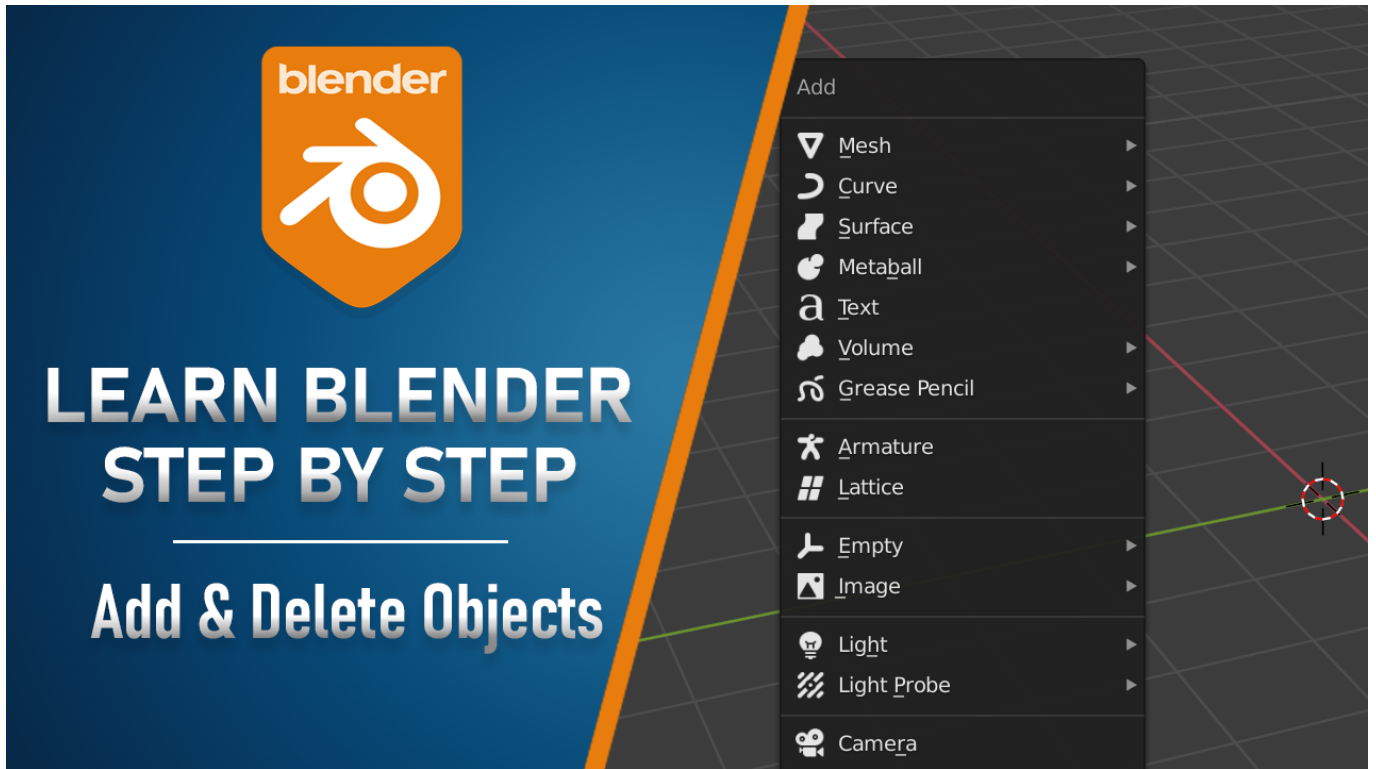 blender
LEARN BLENDER
STEP BY STEP
Add & Delete Objects
Add
Mesh
Curve
Surface
Metaball
Text
Volume
Grease Pencil
Armature
Lattice
Empty
Image
Light
Light Probe
Camera